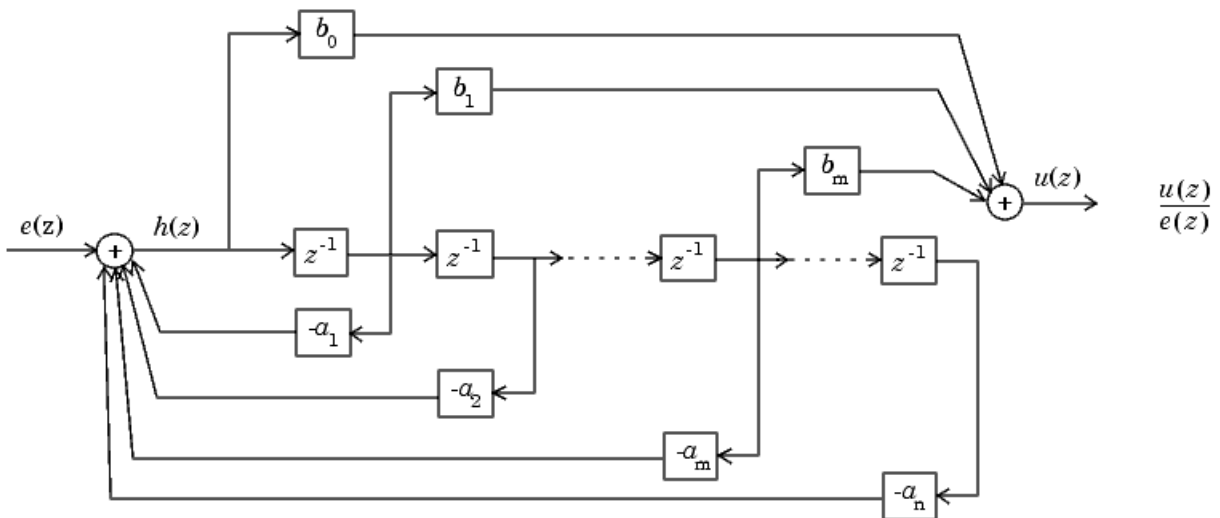 b₀
b₁
bₘ
u(z)
u(z)
e(z)
e(z)
+
h(z)
+
z⁻¹
z⁻¹
z⁻¹
z⁻¹
-a₁
-a₂
-aₘ
-aₙ